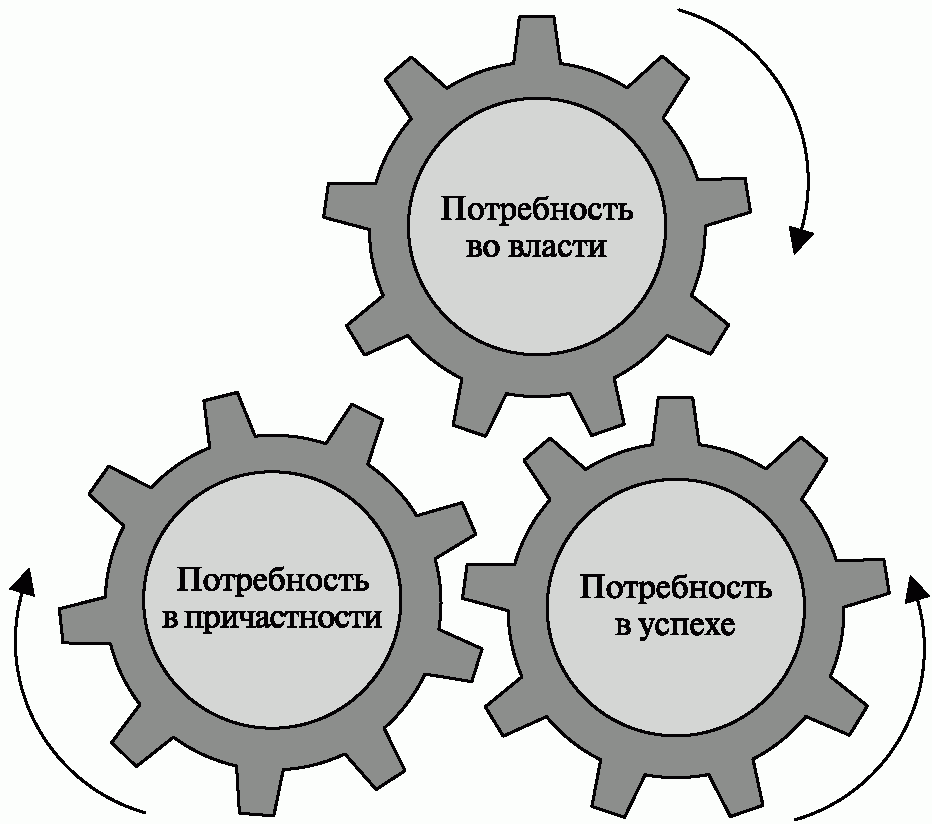 Потребность
во власти
Потребность
в причастности
Потребность
в успехе